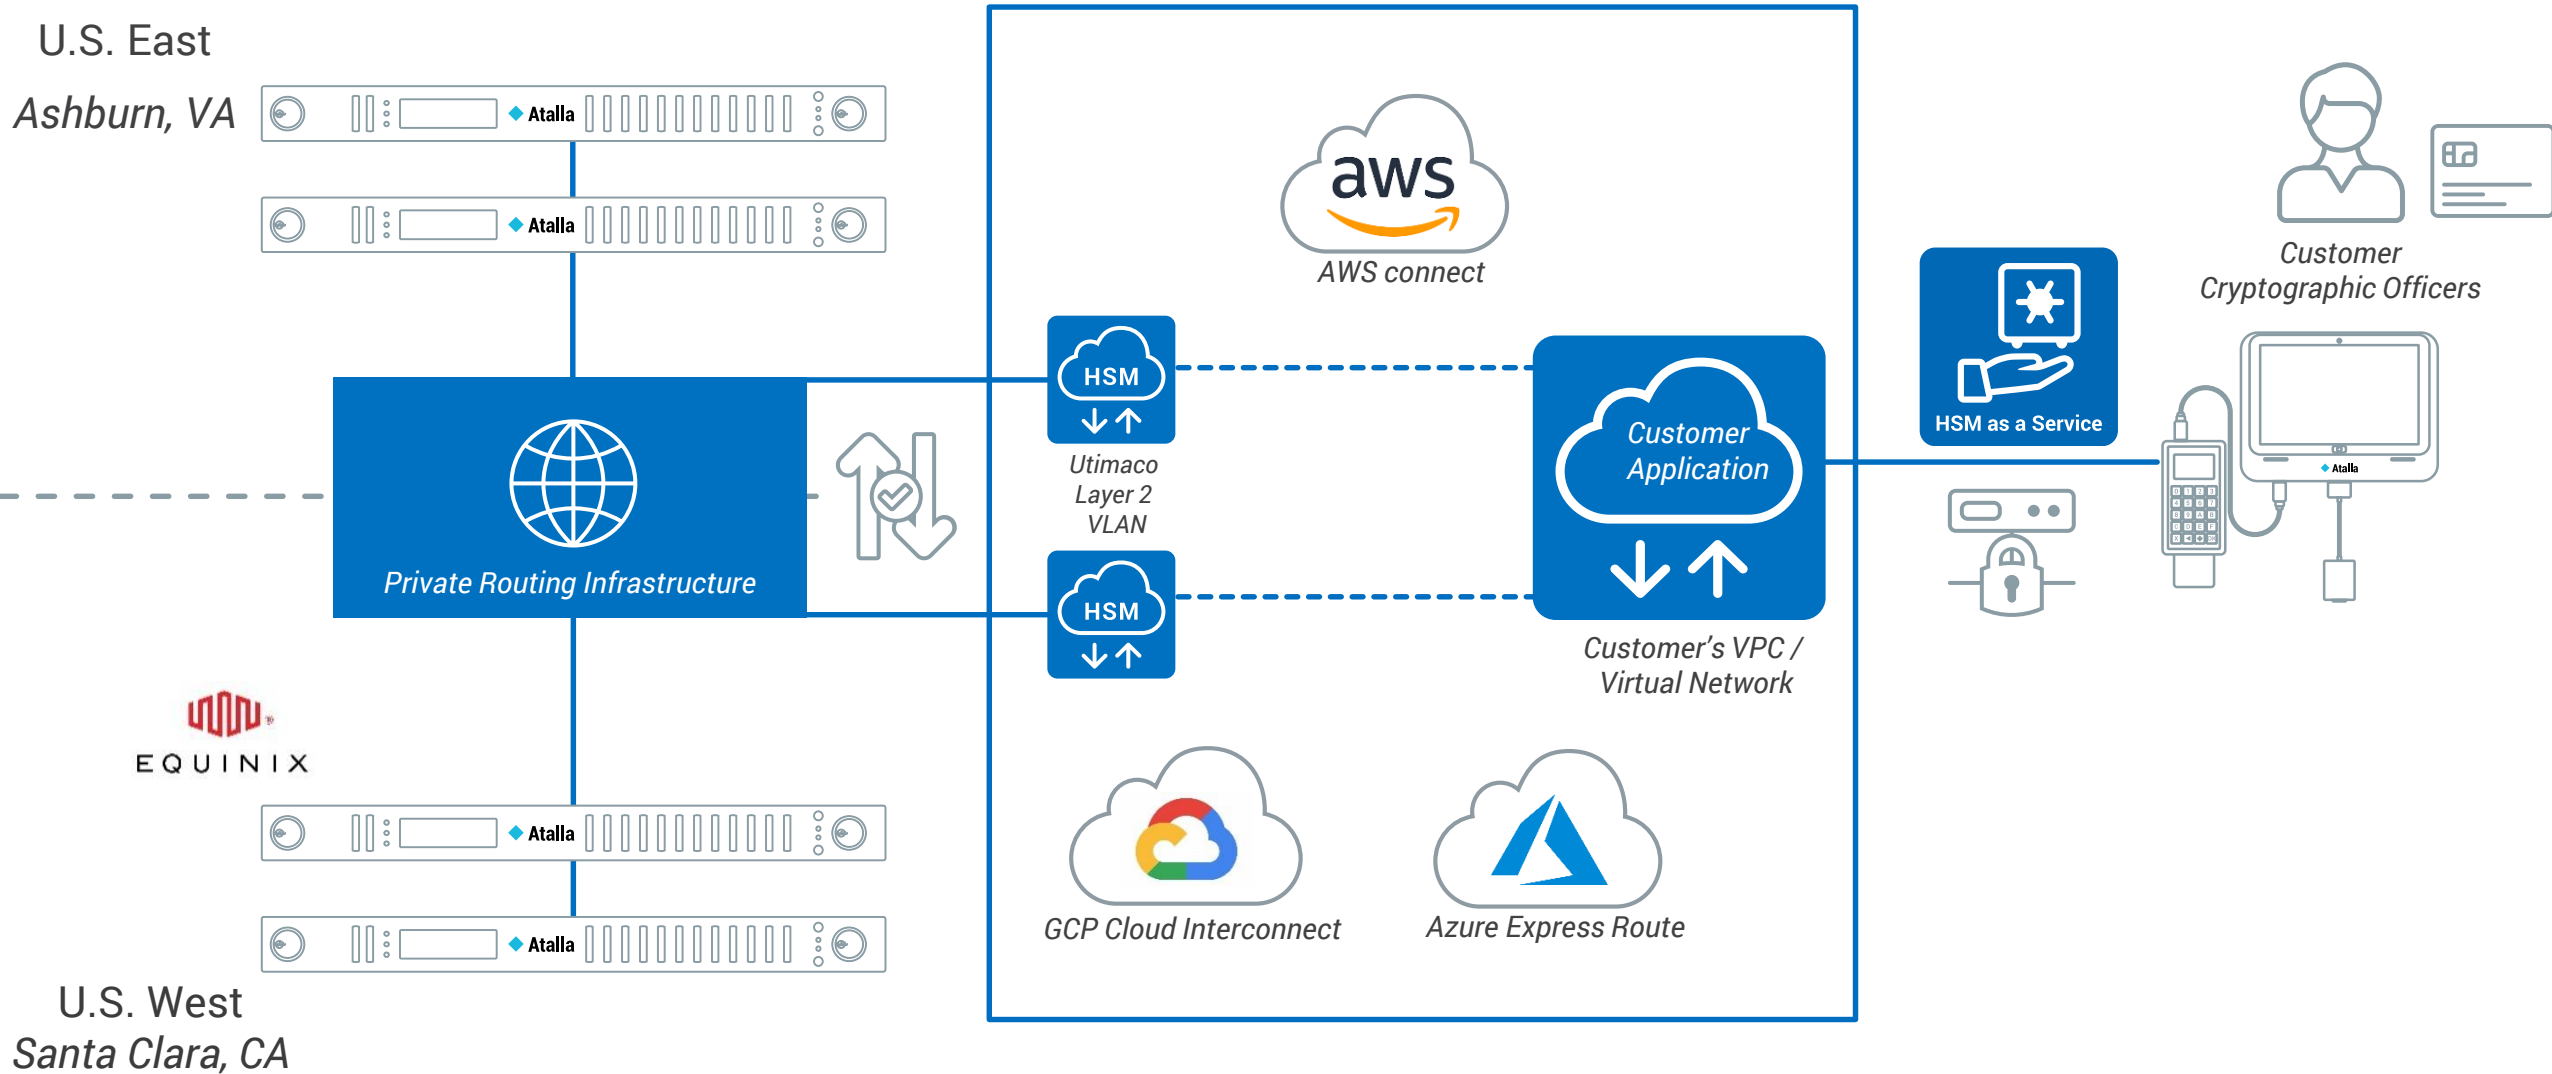 U.S. East
Ashburn, VA
Atalla
Atalla
Private Routing Infrastructure
EQUINIX
Atalla
Atalla
U.S. West
Santa Clara, CA
aws
AWS connect
HSM
Utimaco
Layer 2
VLAN
HSM
Customer
Application
Customer's VPC /
Virtual Network
GCP Cloud Interconnect
Azure Express Route
HSM as a Service
Customer
Cryptographic Officers
Atalla